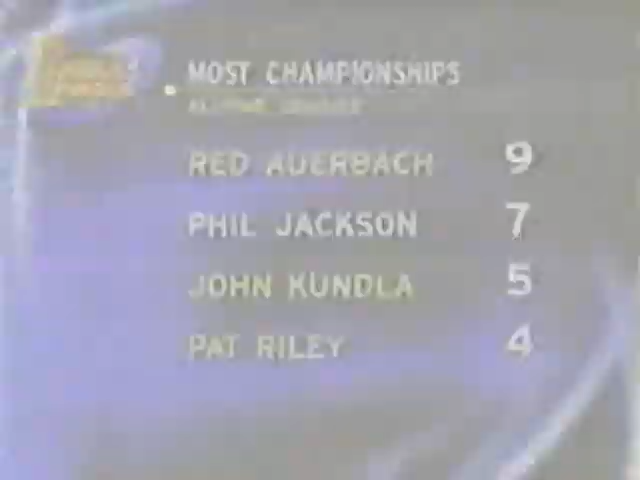 MOST CHAMPIONSHIPS
RED AUERBACH 9
PHIL JACKSON 7
JOHN KUNDLA 5
PAT RILEY 4